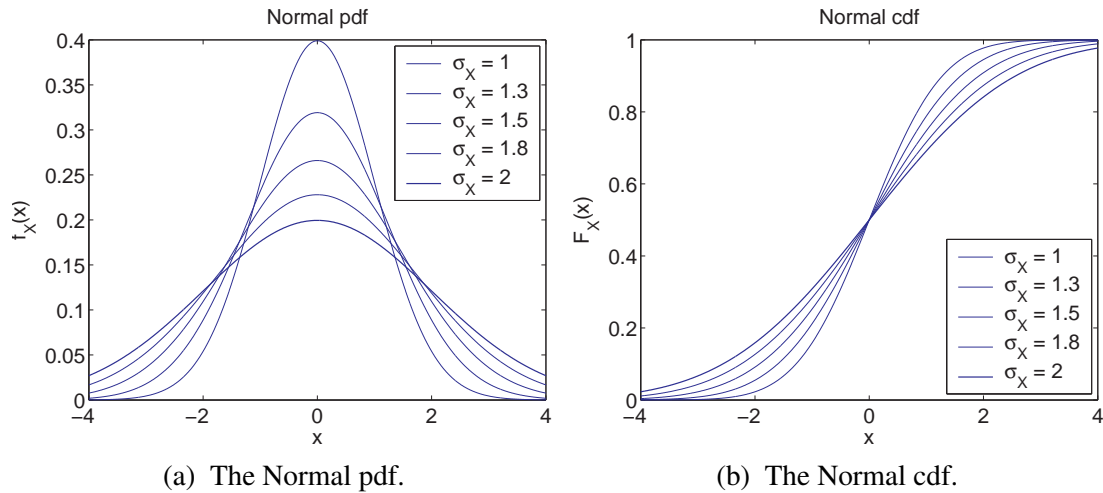 Normal pdf
0.4
0.35
0.3
0.25
0.2
0.15
0.1
0.05
0
−4 −2 0 2 4
x
f_X(x)
σ_X = 1
σ_X = 1.3
σ_X = 1.5
σ_X = 1.8
σ_X = 2
(a) The Normal pdf.
Normal cdf
1
0.8
0.6
0.4
0.2
0
−4 −2 0 2 4
x
F_X(x)
σ_X = 1
σ_X = 1.3
σ_X = 1.5
σ_X = 1.8
σ_X = 2
(b) The Normal cdf.